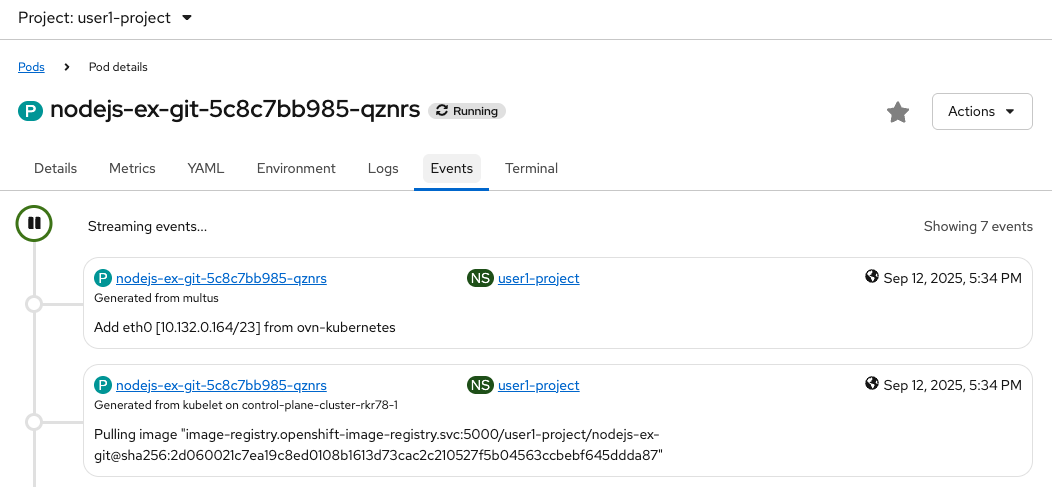 Project: user1-project
Pods > Pod details
P nodejs-ex-git-5c8c7bb985-qznrs Running Actions
Details Metrics YAML Environment Logs Events Terminal
Streaming events... Showing 7 events
P nodejs-ex-git-5c8c7bb985-qznrs NS user1-project Sep 12, 2025, 5:34 PM
Generated from multus
Add eth0 [10.132.0.164/23] from ovn-kubernetes
P nodejs-ex-git-5c8c7bb985-qznrs NS user1-project Sep 12, 2025, 5:34 PM
Generated from kubelet on control-plane-cluster-rkr78-1
Pulling image "image-registry.openshift-image-registry.svc:5000/user1-project/nodejs-ex-
git@sha256:2d060021c7ea19c8ed0108b1613d73cac2c210527f5b04563ccbebf645ddda87"